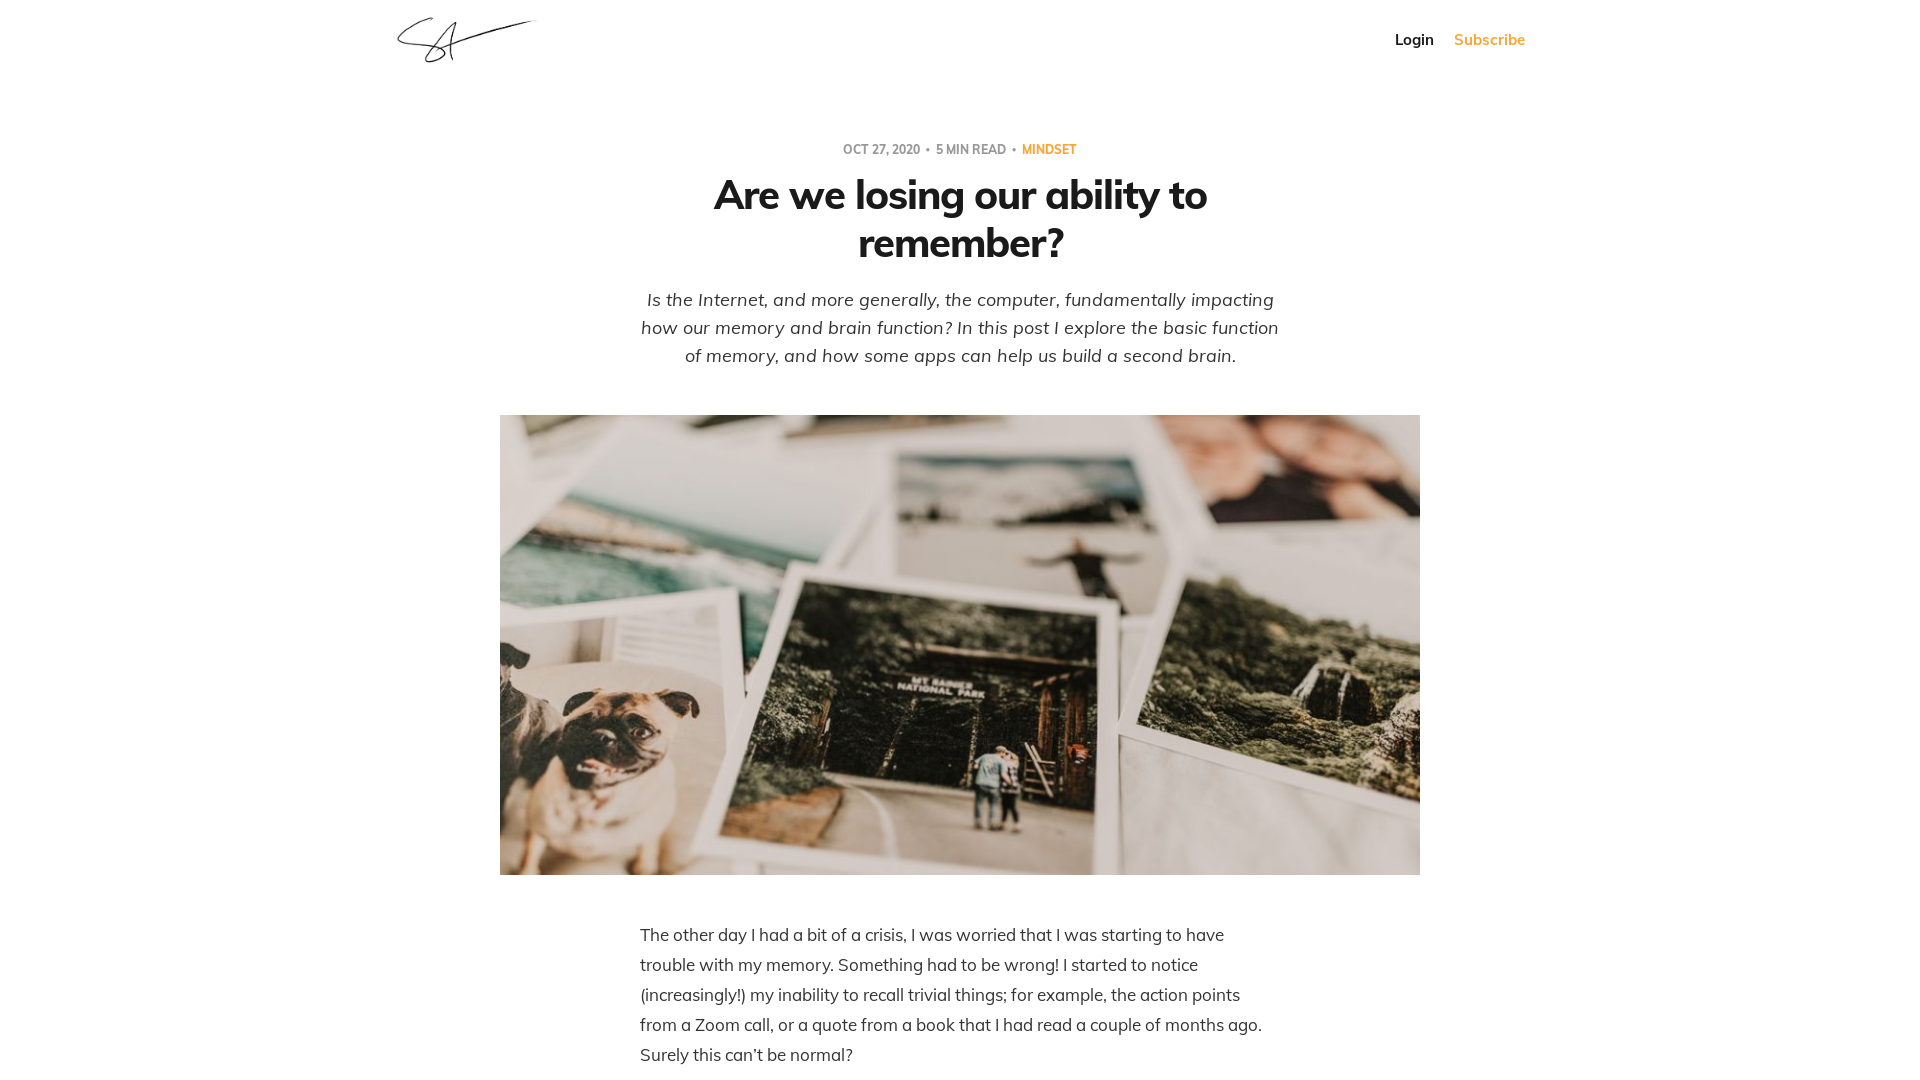 Login Subscribe
OCT 27, 2020 • 5 MIN READ • MINDSET
Are we losing our ability to
remember?
Is the Internet, and more generally, the computer, fundamentally impacting
how our memory and brain function? In this post I explore the basic function
of memory, and how some apps can help us build a second brain.
MT RAINIER
NATIONAL PARK
The other day I had a bit of a crisis, I was worried that I was starting to have
trouble with my memory. Something had to be wrong! I started to notice
(increasingly!) my inability to recall trivial things; for example, the action points
from a Zoom call, or a quote from a book that I had read a couple of months ago.
Surely this can’t be normal?